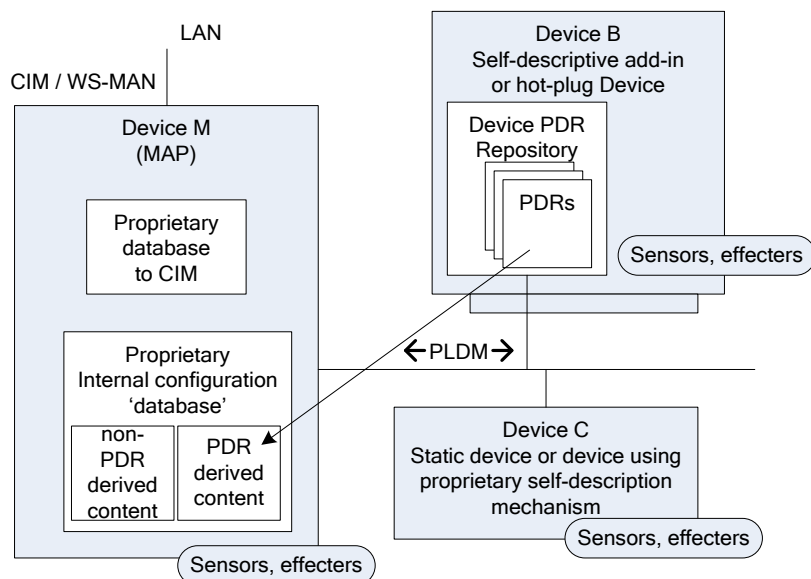 LAN
CIM / WS-MAN
Device M
(MAP)
Proprietary
database
to CIM
Proprietary
Internal configuration
‘database’
non-
PDR
derived
content
PDR
derived
content
Sensors, effecters
Device B
Self-descriptive add-in
or hot-plug Device
Device PDR
Repository
PDRs
Sensors, effecters
PLDM
Device C
Static device or device using
proprietary self-description
mechanism
Sensors, effecters